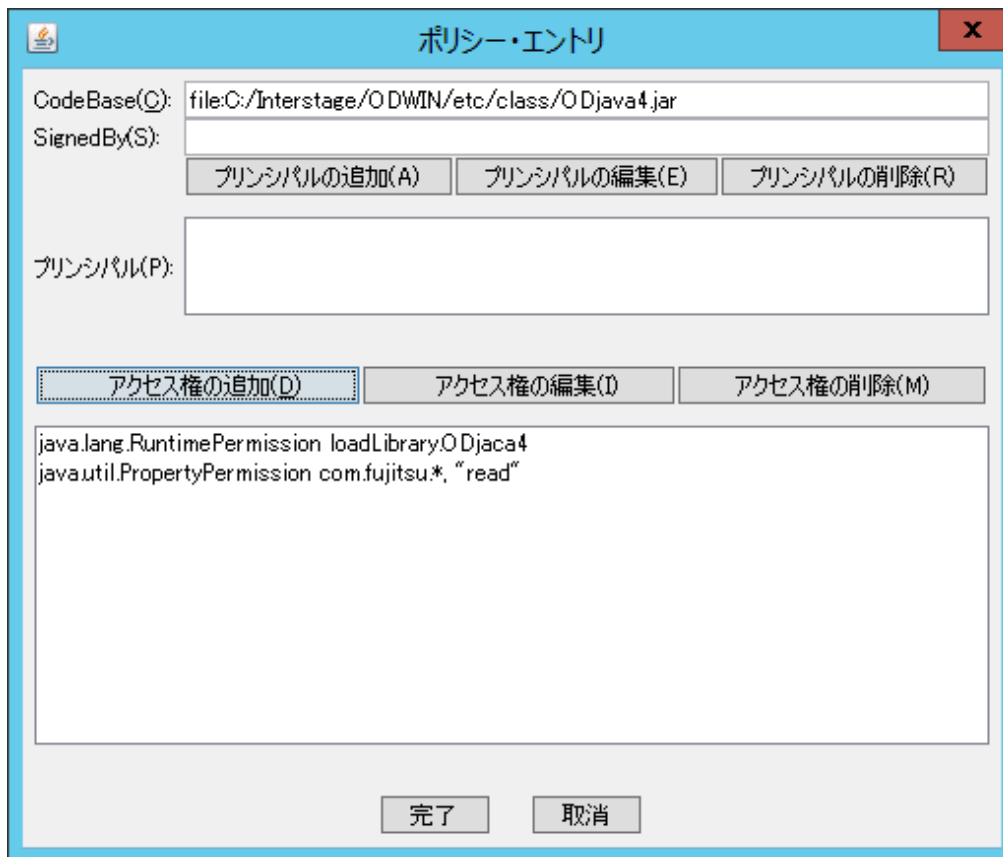 ポリシー・エントリ
x
CodeBase(C): file:C:/Interstage/ODWIN/etc/class/ODjava4.jar
SignedBy(S):
プリンシパルの追加(A) プリンシパルの編集(E) プリンシパルの削除(R)
プリンシパル(P):
アクセス権の追加(D) アクセス権の編集(I) アクセス権の削除(M)
java.lang.RuntimePermission loadLibrary.ODjaca4
java.util.PropertyPermission com.fujitsu.*, "read"
完了 取消